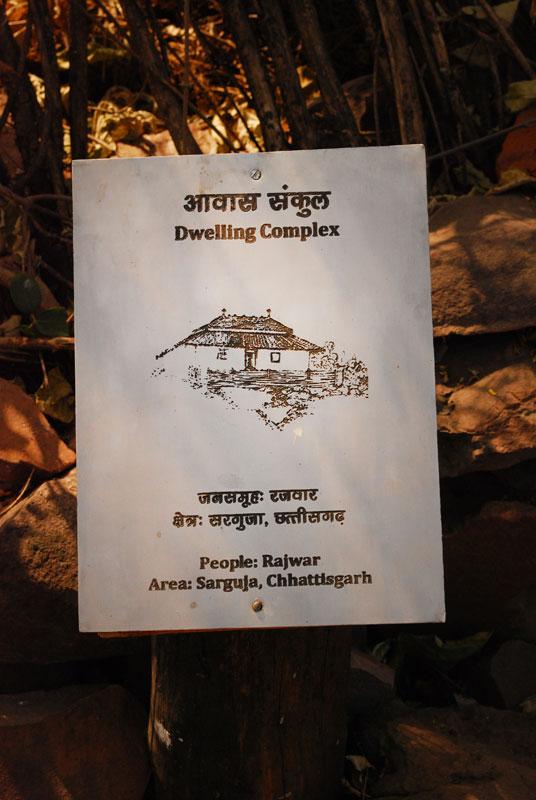 आवास संकुल
Dwelling Complex
जनसमूहः रजवार
क्षेत्रः सरगुजा, छत्तीसगढ़
People: Rajwar
Area: Sarguja, Chhattisgarh